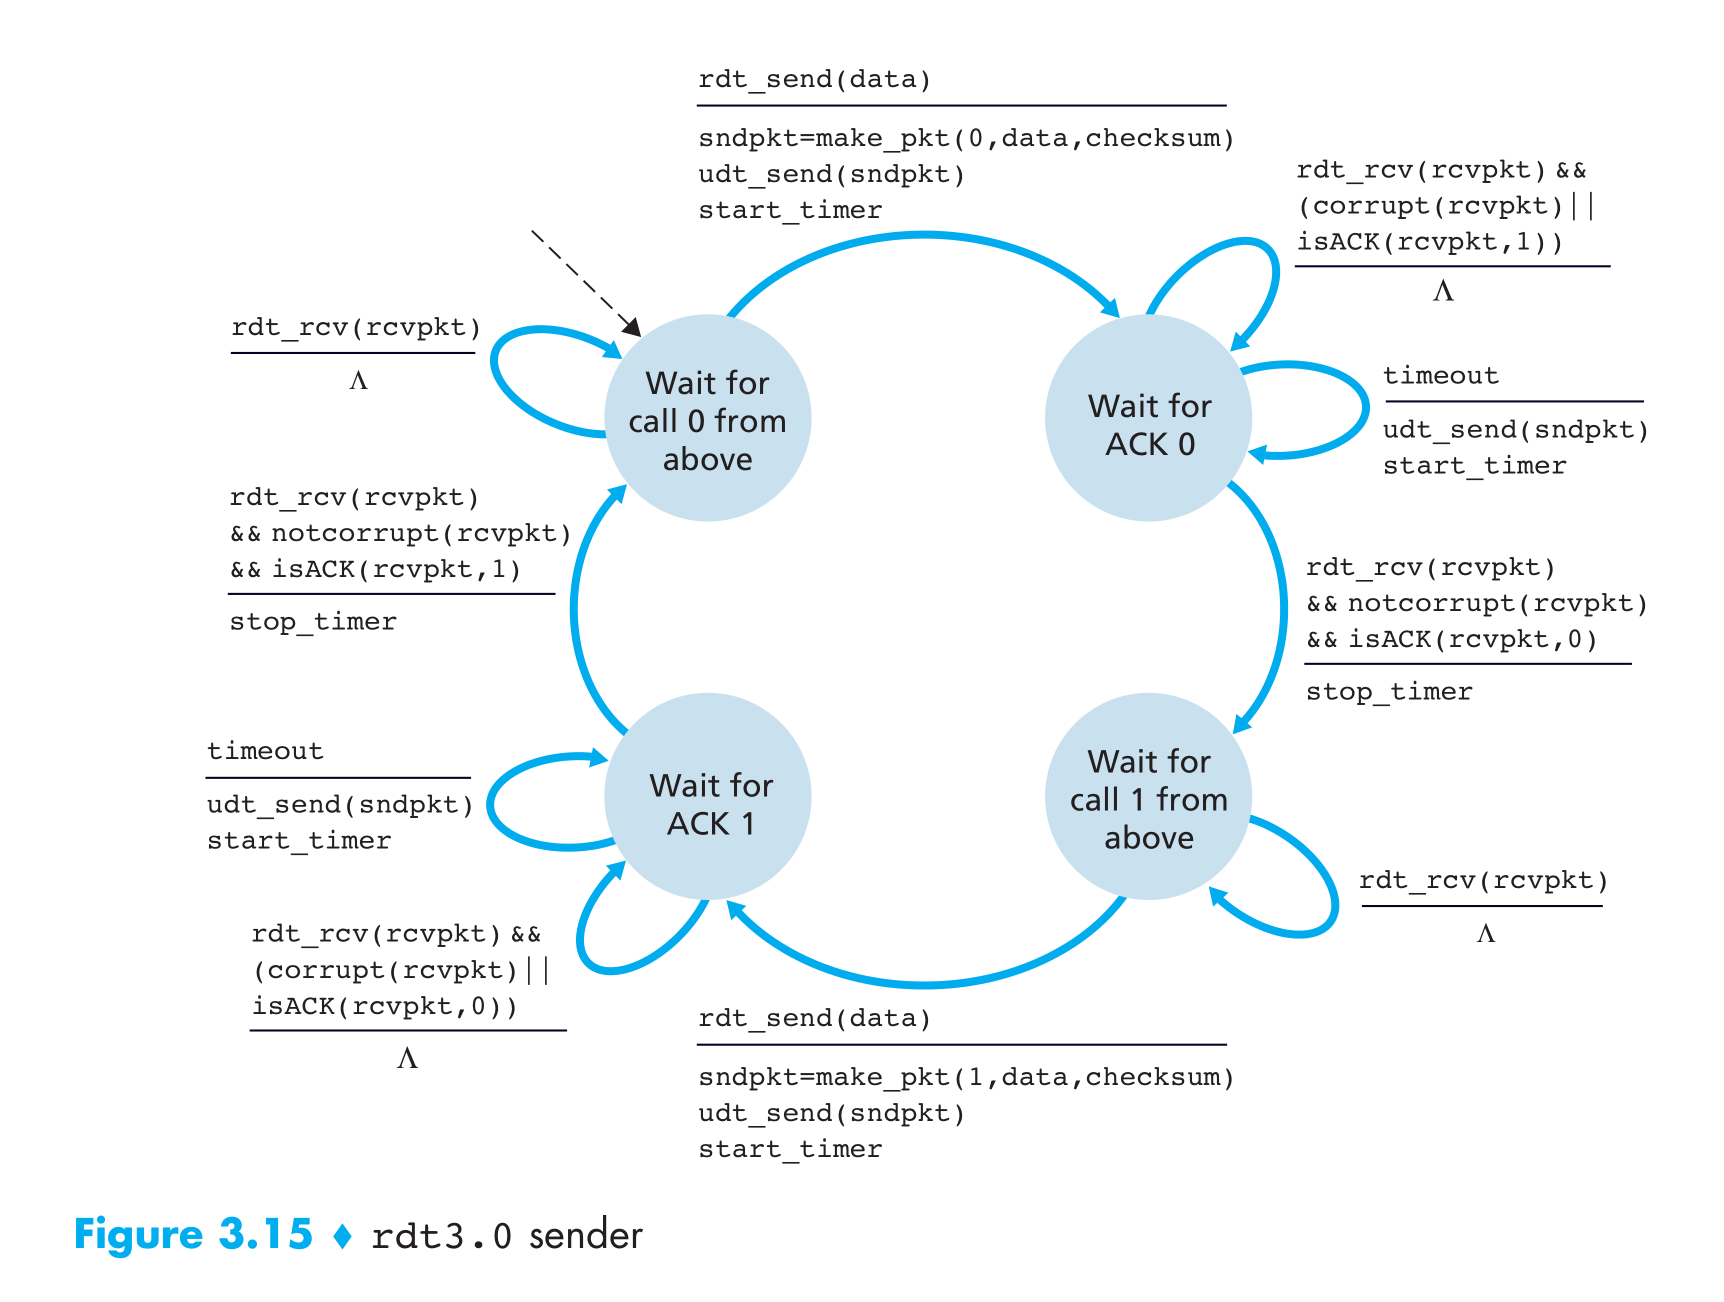 rdt_send(data)
sndpkt=make_pkt(0,data,checksum)
udt_send(sndpkt)
start_timer
rdt_rcv(rcvpkt) &&
(corrupt(rcvpkt)||
isACK(rcvpkt,1))
Λ
rdt_rcv(rcvpkt)
Λ
Wait for
call 0 from
above
Wait for
ACK 0
timeout
udt_send(sndpkt)
start_timer
rdt_rcv(rcvpkt)
&& notcorrupt(rcvpkt)
&& isACK(rcvpkt,1)
stop_timer
rdt_rcv(rcvpkt)
&& notcorrupt(rcvpkt)
&& isACK(rcvpkt,0)
stop_timer
timeout
udt_send(sndpkt)
start_timer
Wait for
ACK 1
Wait for
call 1 from
above
rdt_rcv(rcvpkt)
Λ
rdt_rcv(rcvpkt) &&
(corrupt(rcvpkt)||
isACK(rcvpkt,0))
Λ
rdt_send(data)
sndpkt=make_pkt(1,data,checksum)
udt_send(sndpkt)
start_timer
Figure 3.15 ♦ rdt3.0 sender